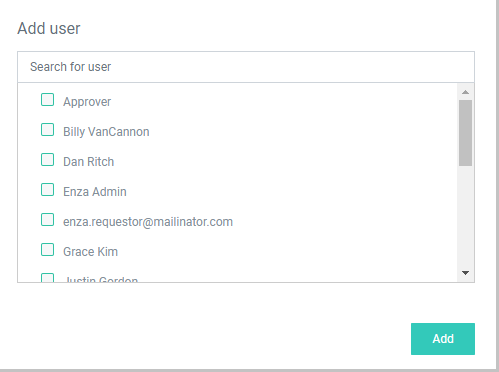 Add user
Search for user
Approver
Billy VanCannon
Dan Ritch
Enza Admin
enza.requestor@mailinator.com
Grace Kim
Justin Gordon
Add